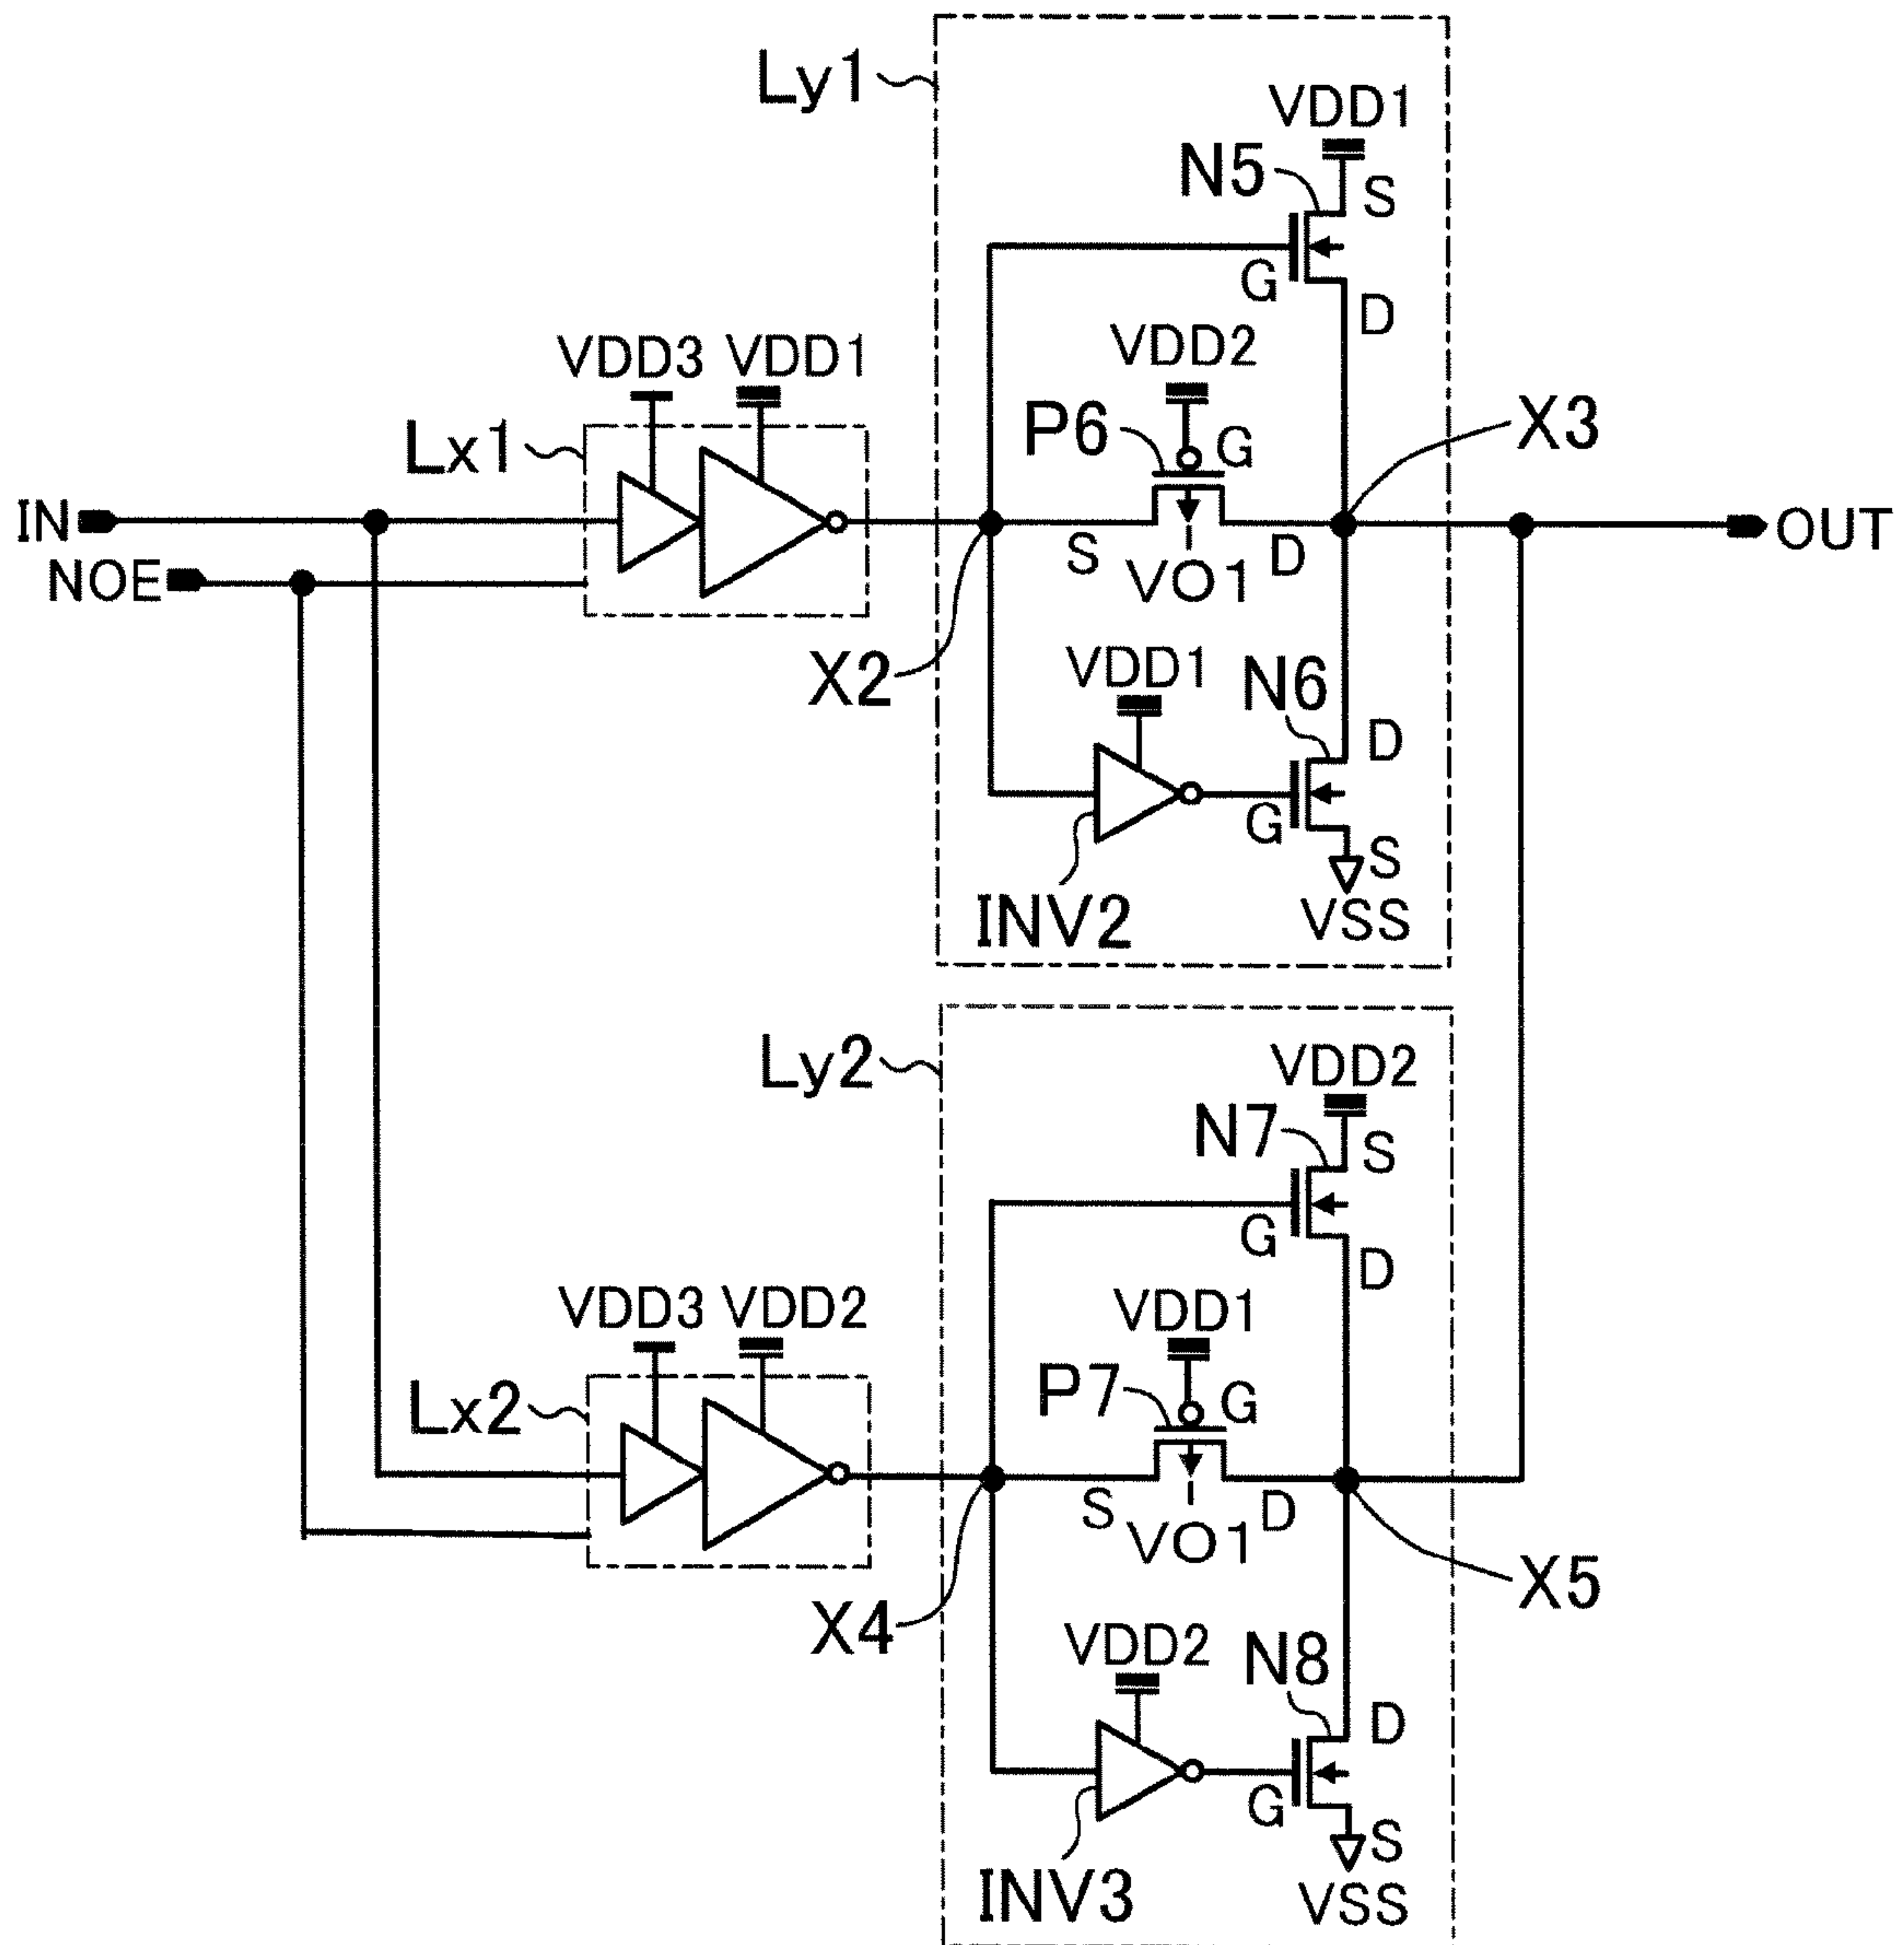 Ly1
VDD1
N5
S
G
D
VDD3
VDD1
VDD2
Lx1
P6
G
X3
IN
S
D
OUT
NOE
VO1
X2
VDD1
N6
D
G
S
INV2
VSS
Ly2
VDD2
N7
S
G
D
VDD3
VDD2
VDD1
Lx2
P7
G
S
D
VO1
X5
X4
VDD2
N8
D
G
S
INV3
VSS